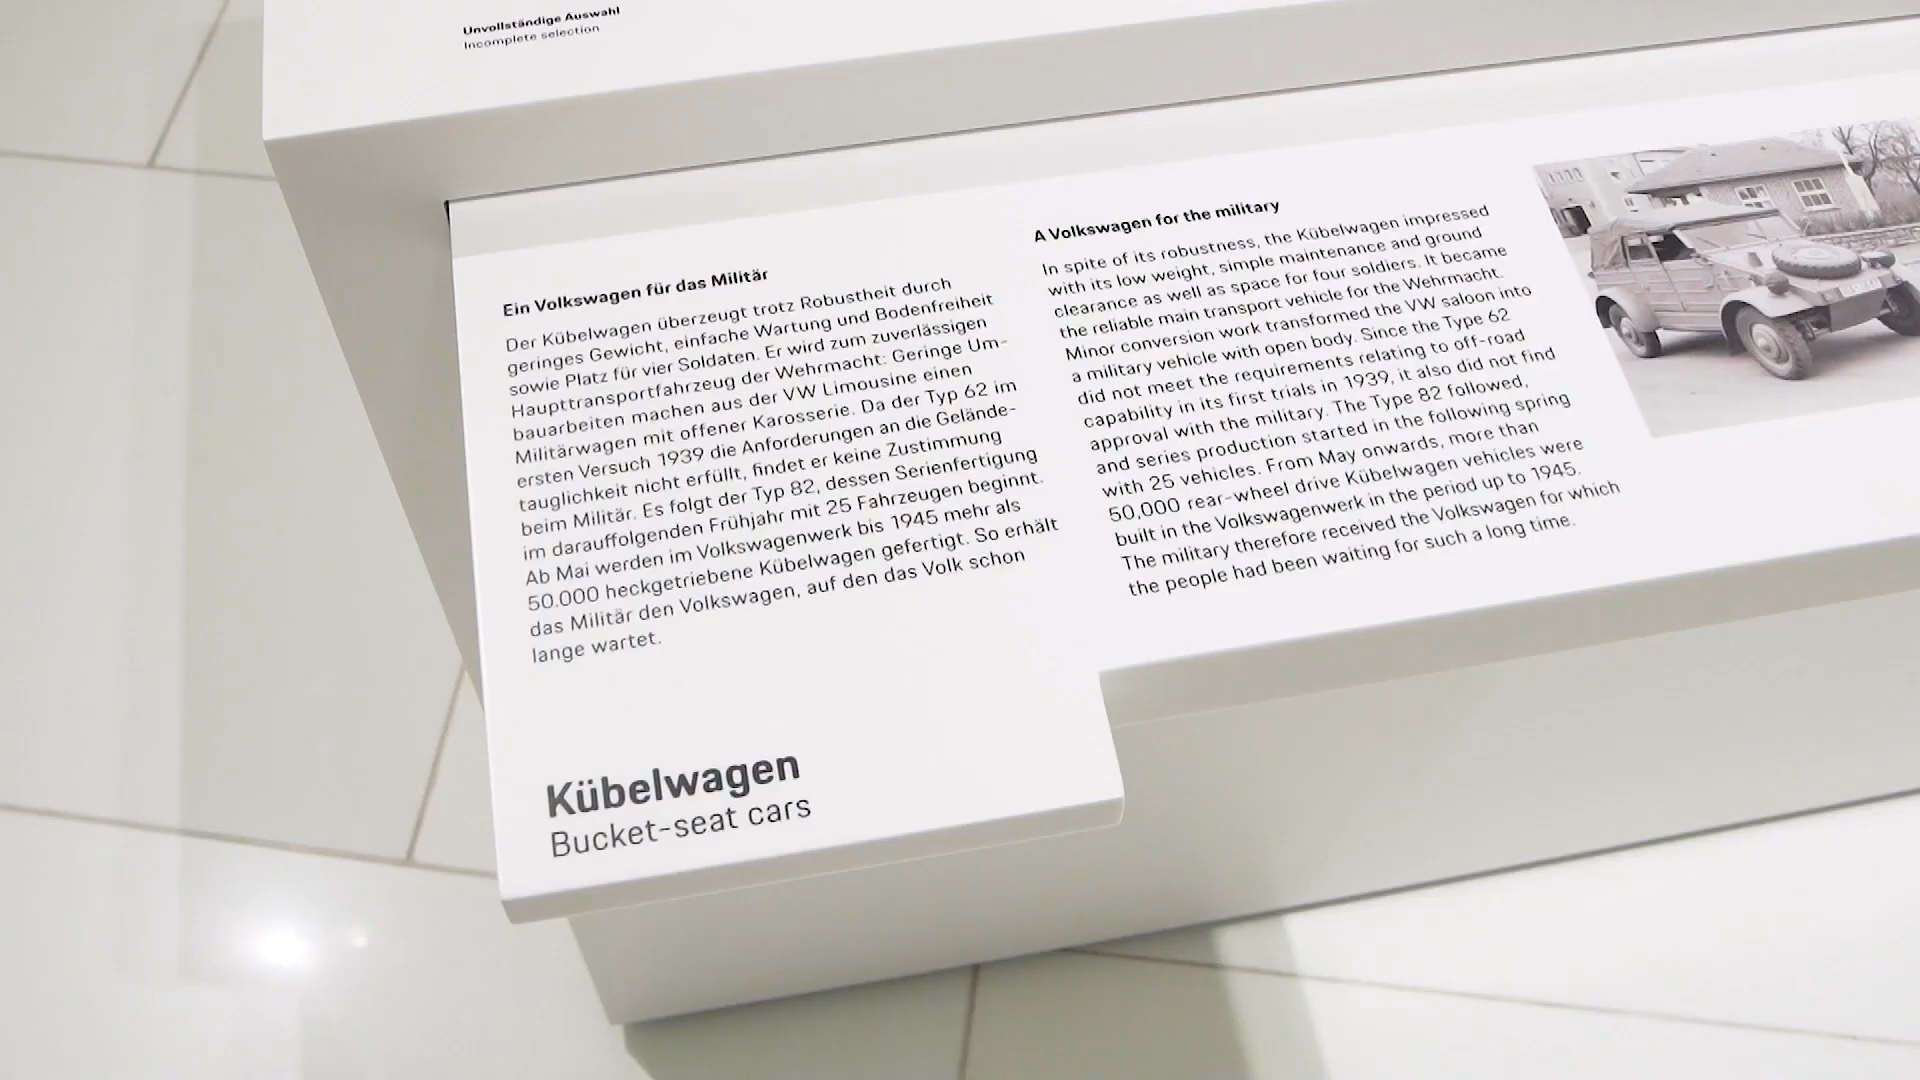 Unvollständige Auswahl
Incomplete selection
Ein Volkswagen für das Militär
Der Kübelwagen überzeugt trotz Robustheit durch
geringes Gewicht, einfache Wartung und Bodenfreiheit
sowie Platz für vier Soldaten. Er wird zum zuverlässigen
Haupttransportfahrzeug der Wehrmacht: Geringe Um-
bauarbeiten machen aus der VW Limousine einen
Militärwagen mit offener Karosserie. Da der Typ 62 im
ersten Versuch 1939 die Anforderungen an die Gelände-
tauglichkeit nicht erfüllt, findet er keine Zustimmung
beim Militär. Es folgt der Typ 82, dessen Serienfertigung
im darauffolgenden Frühjahr mit 25 Fahrzeugen beginnt.
Ab Mai werden im Volkswagenwerk bis 1945 mehr als
50.000 heckgetriebene Kübelwagen gefertigt. So erhält
das Militär den Volkswagen, auf den das Volk schon
lange wartet.
A Volkswagen for the military
In spite of its robustness, the Kübelwagen impressed
with its low weight, simple maintenance and ground
clearance as well as space for four soldiers. It became
the reliable main transport vehicle for the Wehrmacht.
Minor conversion work transformed the VW saloon into
a military vehicle with open body. Since the Type 62
did not meet the requirements relating to off-road
capability in its first trials in 1939, it also did not find
approval with the military. The Type 82 followed,
and series production started in the following spring
with 25 vehicles. From May onwards, more than
50,000 rear-wheel drive Kübelwagen vehicles were
built in the Volkswagenwerk in the period up to 1945.
The military therefore received the Volkswagen for which
the people had been waiting for such a long time.
Kübelwagen
Bucket-seat cars